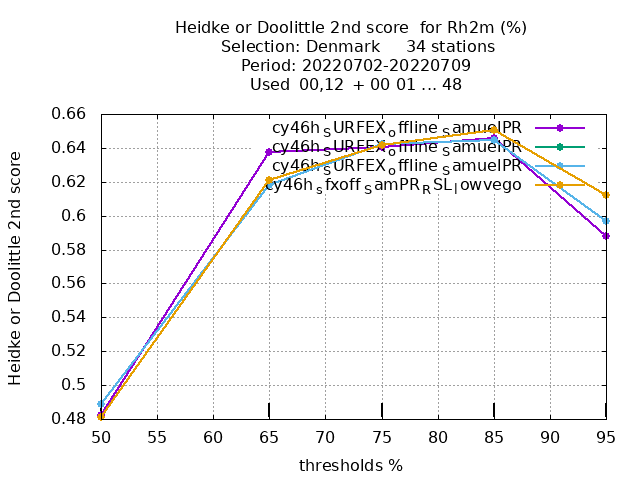 Heidke or Doolittle 2nd score  for Rh2m (%)
Selection: Denmark     34 stations
Period: 20220702-20220709
Used  00,12  + 00 01 ... 48
Heidke or Doolittle 2nd score
0.66
0.64
0.62
0.6
0.58
0.56
0.54
0.52
0.5
0.48
cy46h_SURFEX_offline_SamuelPR
cy46h_SURFEX_offline_SamuelPR
cy46h_SURFEX_offline_SamuelPR
cy46h_sfxoff_SamPR_RSL_lowvego
50 55 60 65 70 75 80 85 90 95
thresholds %